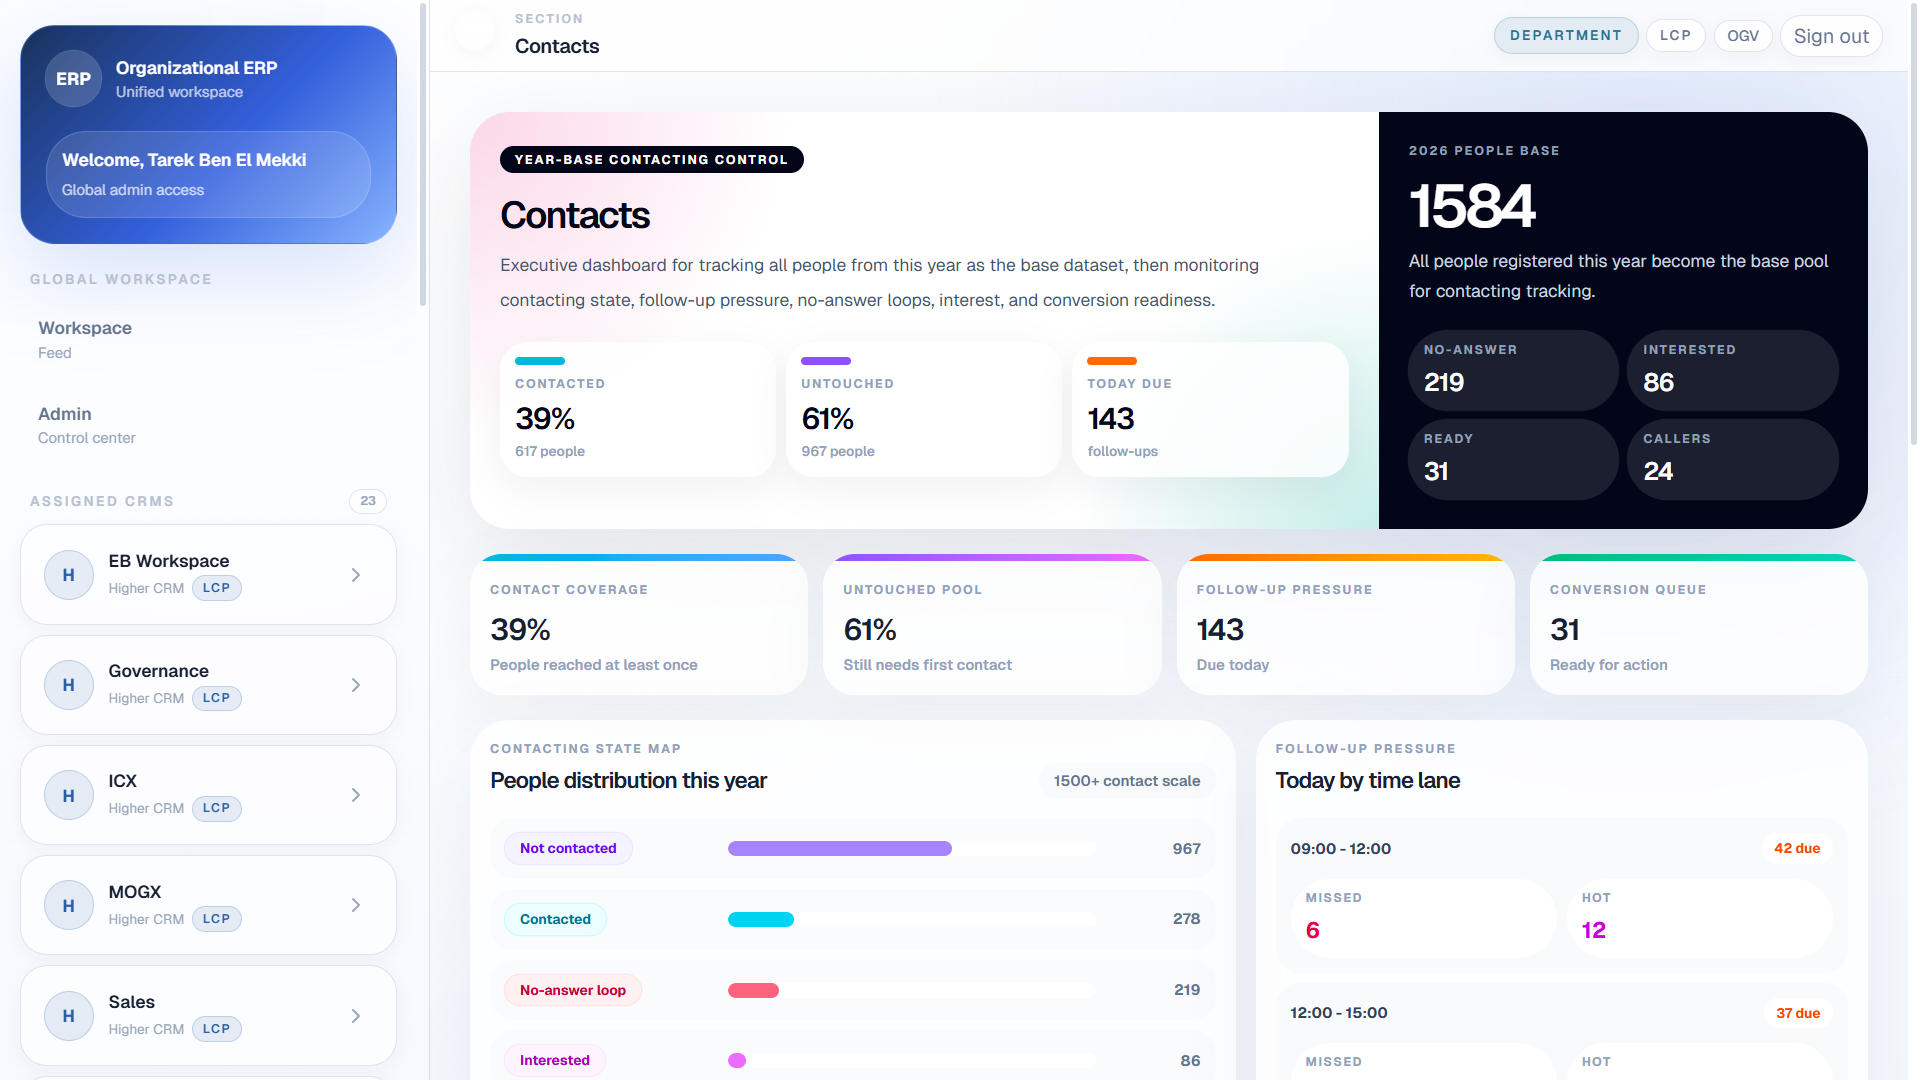 ERP
Organizational ERP
Unified workspace
Welcome, Tarek Ben El Mekki
Global admin access
GLOBAL WORKSPACE
Workspace
Feed
Admin
Control center
ASSIGNED CRMS
23
H
EB Workspace
Higher CRM LCP
H
Governance
Higher CRM LCP
H
ICX
Higher CRM LCP
H
MOGX
Higher CRM LCP
H
Sales
Higher CRM LCP
SECTION
Contacts
DEPARTMENT
LCP
OGV
Sign out
YEAR-BASE CONTACTING CONTROL
Contacts
Executive dashboard for tracking all people from this year as the base dataset, then monitoring
contacting state, follow-up pressure, no-answer loops, interest, and conversion readiness.
CONTACTED
39%
617 people
UNTOUCHED
61%
967 people
TODAY DUE
143
follow-ups
2026 PEOPLE BASE
1584
All people registered this year become the base pool
for contacting tracking.
NO-ANSWER
219
INTERESTED
86
READY
31
CALLERS
24
CONTACT COVERAGE
39%
People reached at least once
UNTOUCHED POOL
61%
Still needs first contact
FOLLOW-UP PRESSURE
143
Due today
CONVERSION QUEUE
31
Ready for action
CONTACTING STATE MAP
People distribution this year
1500+ contact scale
Not contacted
967
Contacted
278
No-answer loop
219
Interested
86
FOLLOW-UP PRESSURE
Today by time lane
09:00 - 12:00
42 due
MISSED
6
HOT
12
12:00 - 15:00
37 due
MISSED
HOT